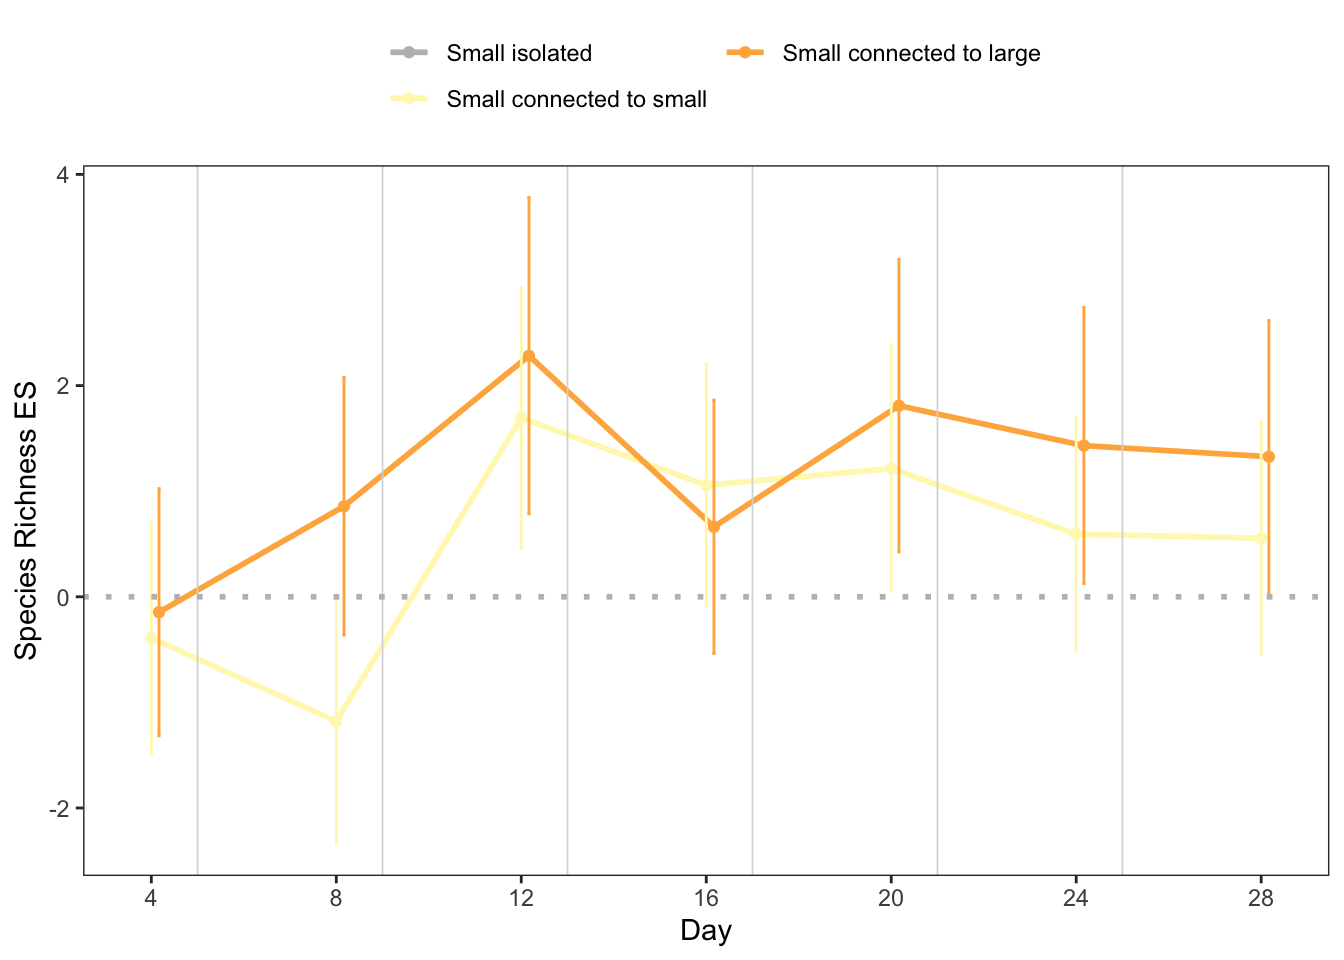 Small isolated
Small connected to large
Small connected to small
4
2
0
-2
Species Richness ES
4 8 12 16 20 24 28
Day